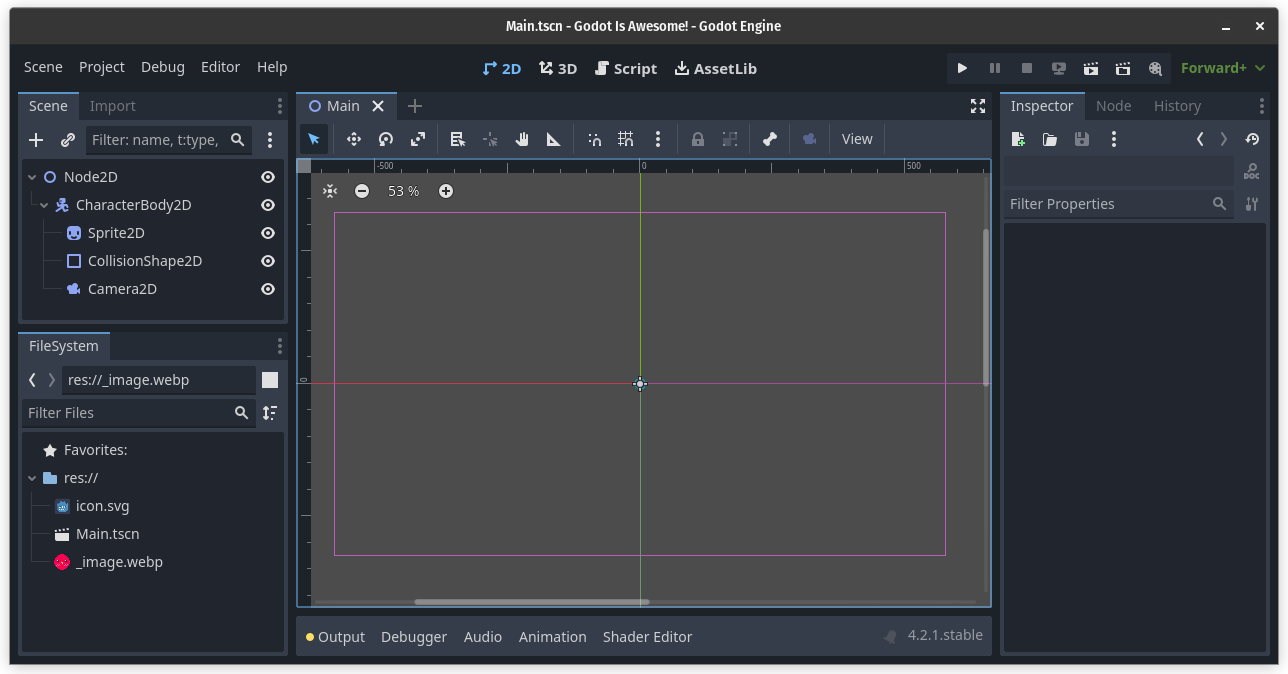 Main.tscn - Godot Is Awesome! - Godot Engine
Scene Project Debug Editor Help
2D 3D Script AssetLib
Forward+
Scene Import
Filter: name, t:type,
Node2D
CharacterBody2D
Sprite2D
CollisionShape2D
Camera2D
FileSystem
res://_image.webp
Filter Files
Favorites:
res://
icon.svg
Main.tscn
_image.webp
Main
View
-500 0 500
53 %
0
Output Debugger Audio Animation Shader Editor
4.2.1.stable
Inspector Node History
DOC
Filter Properties